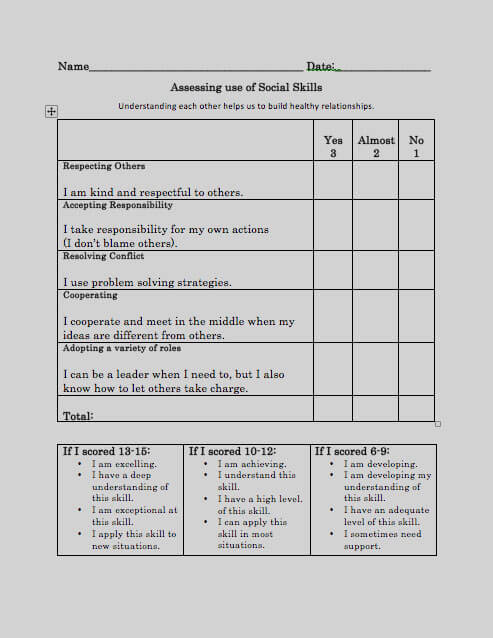 Name___________________________________ Date:_________________
Assessing use of Social Skills
Understanding each other helps us to build healthy relationships.
Yes Almost No
3 2 1
Respecting Others
I am kind and respectful to others.
Accepting Responsibility
I take responsibility for my own actions
(I don't blame others).
Resolving Conflict
I use problem solving strategies.
Cooperating
I cooperate and meet in the middle when my
ideas are different from others.
Adopting a variety of roles
I can be a leader when I need to, but I also
know how to let others take charge.
Total:
If I scored 13-15:
• I am excelling.
• I have a deep
understanding of
this skill.
• I am exceptional at
this skill.
• I apply this skill to
new situations.
If I scored 10-12:
• I am achieving.
• I understand this
skill.
• I have a high level
of this skill.
• I can apply this
skill in most
situations.
If I scored 6-9:
• I am developing.
• I am developing my
understanding of
this skill.
• I have an adequate
level of this skill.
• I sometimes need
support.